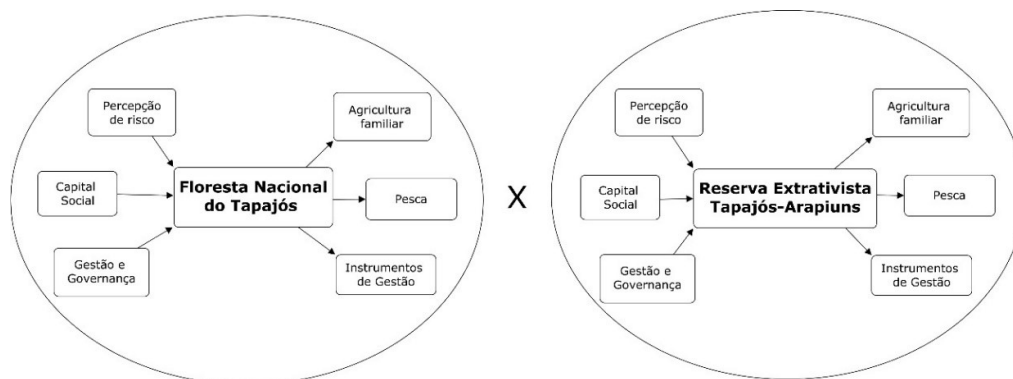 Percepção
de risco
Agricultura
familiar
Capital
Social
Floresta Nacional
do Tapajós
Pesca
Gestão e
Governança
Instrumentos
de Gestão
X
Percepção
de risco
Agricultura
familiar
Capital
Social
Reserva Extrativista
Tapajós-Arapiuns
Pesca
Gestão e
Governança
Instrumentos
de Gestão